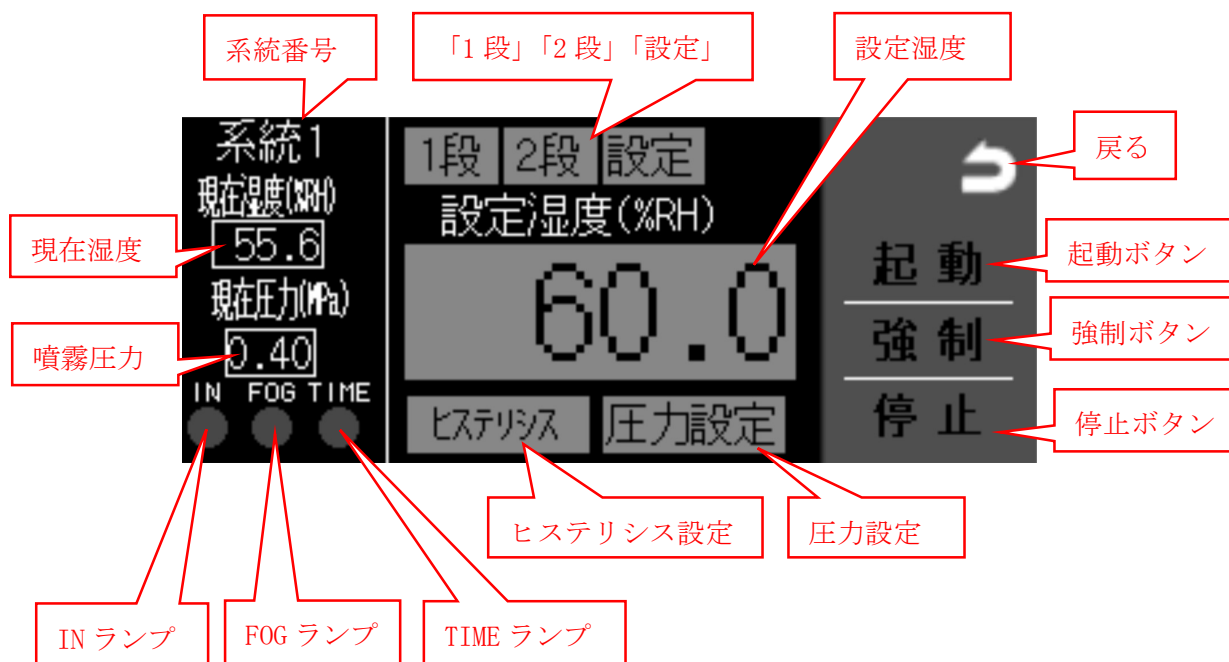 系統番号
「1段」「2段」「設定」
設定湿度
系統1
現在湿度(%RH)
55.6
現在圧力(MPa)
0.40
IN FOG TIME
1段 2段 設定
設定湿度(%RH)
60.0
ヒステリシス 圧力設定
起動
強制
停止
戻る
現在湿度
起動ボタン
噴霧圧力
強制ボタン
停止ボタン
ヒステリシス設定
圧力設定
IN ランプ
FOG ランプ
TIME ランプ